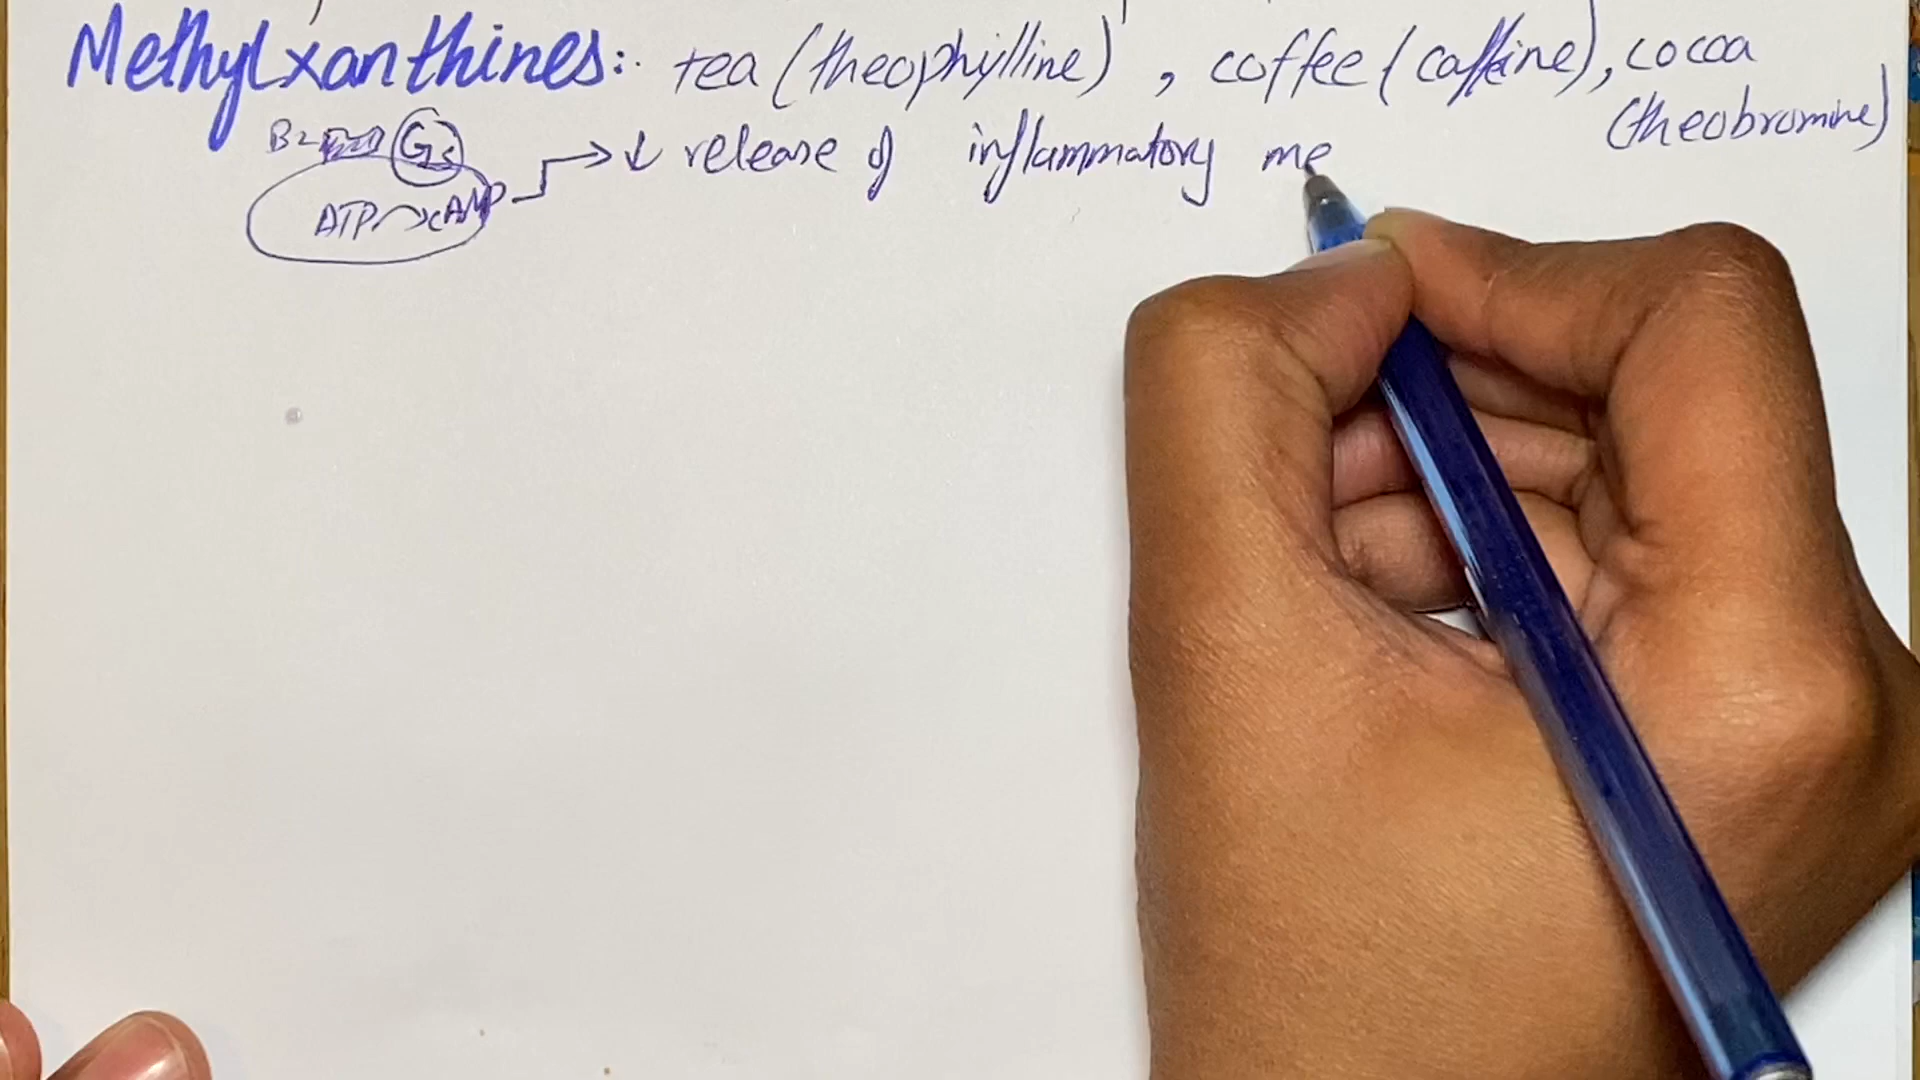 Methylxanthines: tea (theophylline), coffee (caffeine), cocoa
(theobromine)
B2 Gs → ↓ release of inflammatory me
ATP → cAMP